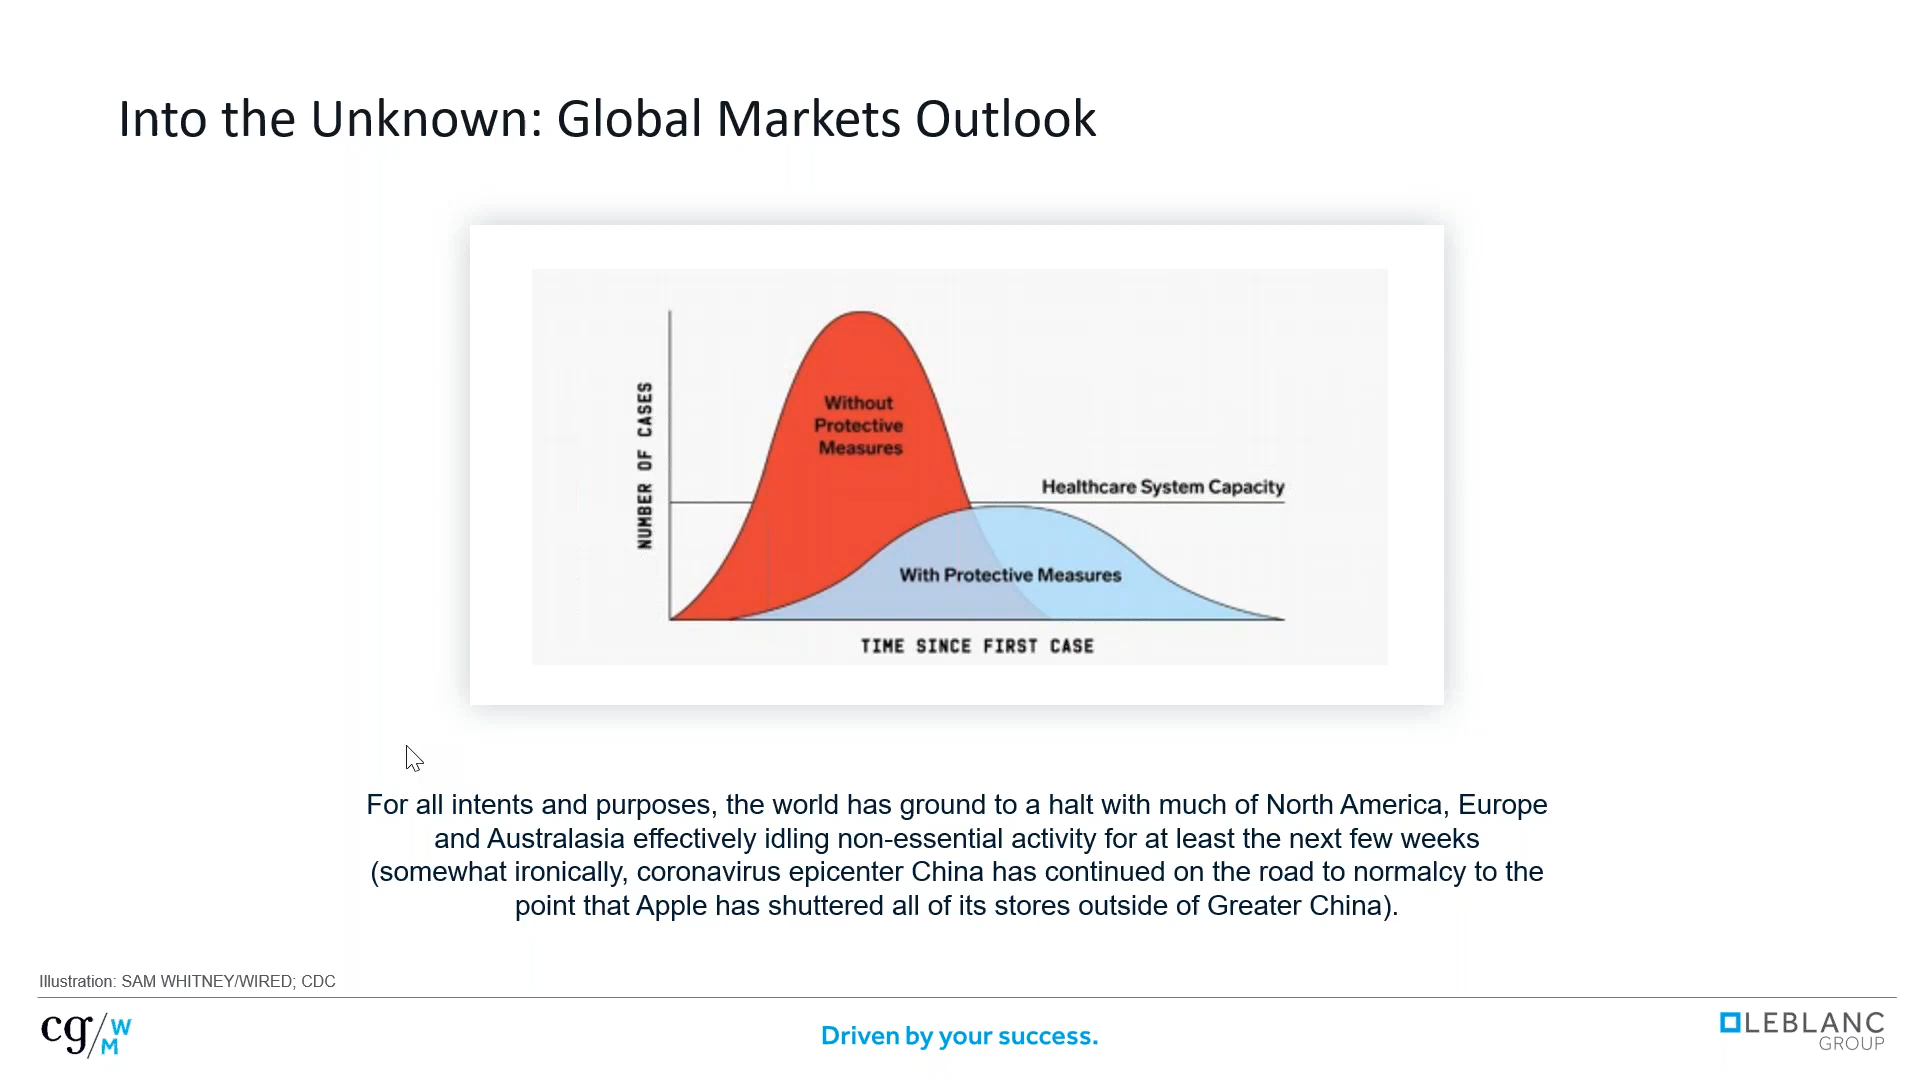 Into the Unknown: Global Markets Outlook
NUMBER OF CASES
Without
Protective
Measures
Healthcare System Capacity
With Protective Measures
TIME SINCE FIRST CASE
For all intents and purposes, the world has ground to a halt with much of North America, Europe
and Australasia effectively idling non-essential activity for at least the next few weeks
(somewhat ironically, coronavirus epicenter China has continued on the road to normalcy to the
point that Apple has shuttered all of its stores outside of Greater China).
Illustration: SAM WHITNEY/WIRED; CDC
cg/WM
Driven by your success.
LEBLANC
GROUP